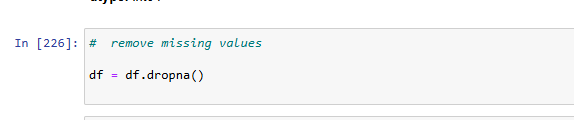 In [226]: #  remove missing values
df = df.dropna()